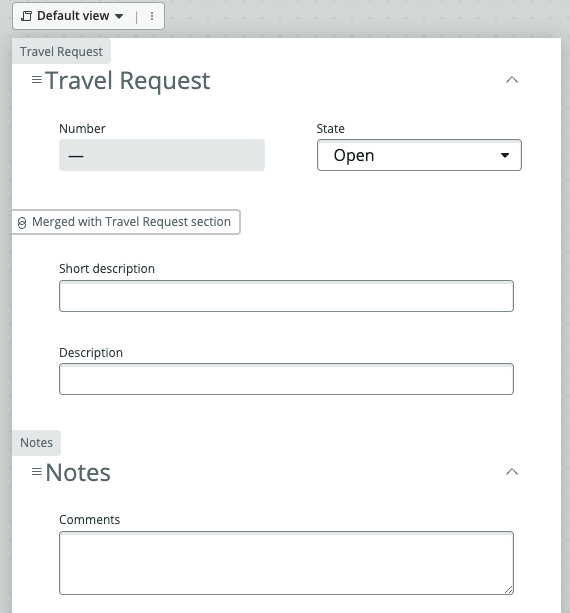 Default view
Travel Request
Travel Request
Number
State
—
Open
Merged with Travel Request section
Short description
Description
Notes
Notes
Comments